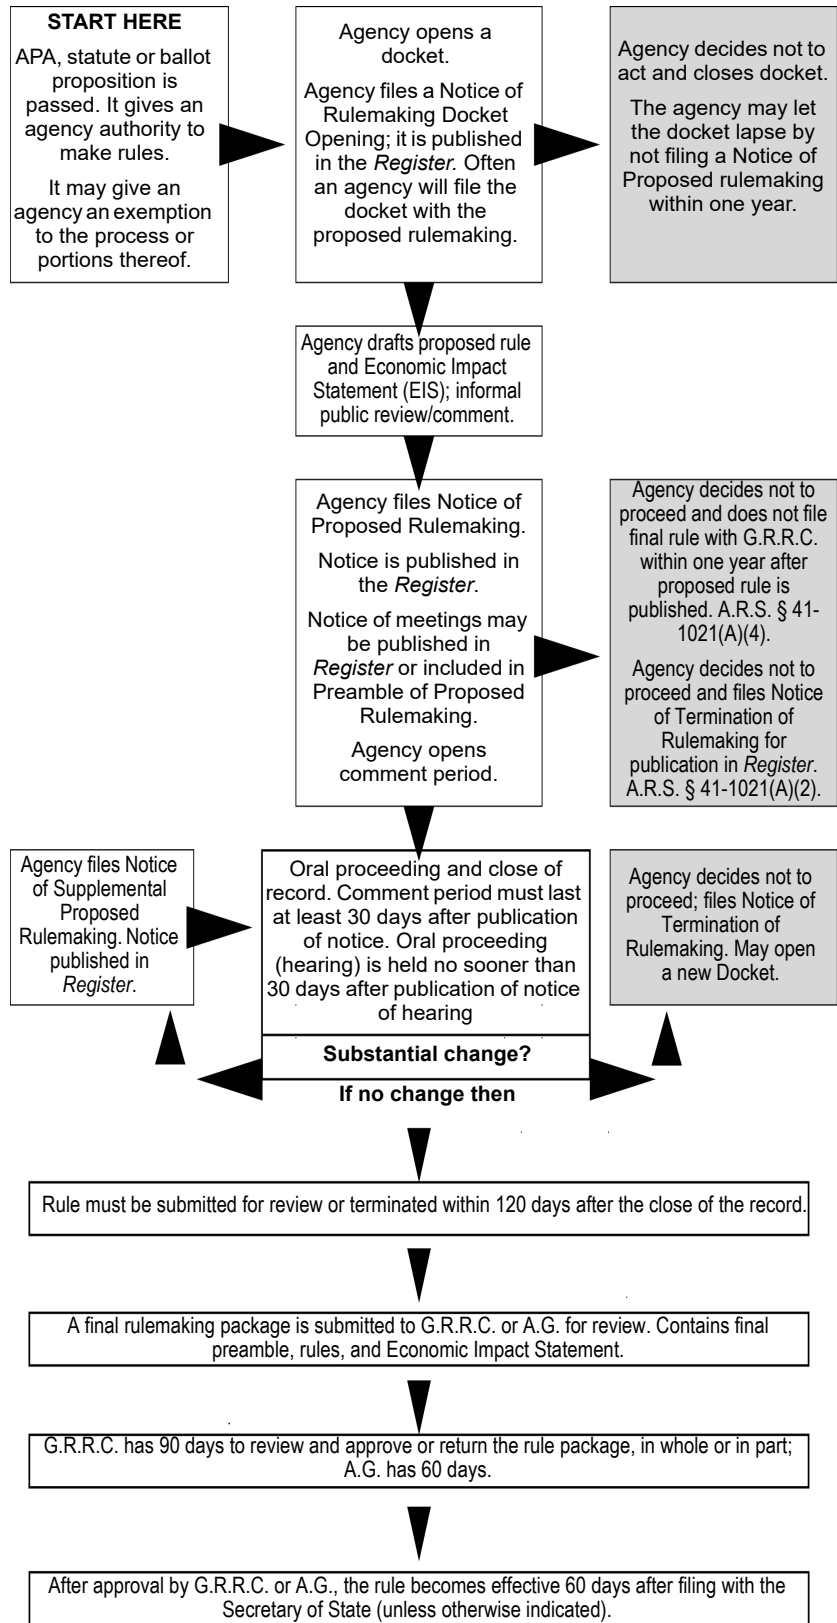 START HERE
APA, statute or ballot
proposition is
passed. It gives an
agency authority to
make rules.
It may give an
agency an exemption
to the process or
portions thereof.
Agency opens a
docket.
Agency files a Notice of
Rulemaking Docket
Opening; it is published
in the Register. Often
an agency will file the
docket with the
proposed rulemaking.
Agency decides not to
act and closes docket.
The agency may let
the docket lapse by
not filing a Notice of
Proposed rulemaking
within one year.
Agency drafts proposed rule
and Economic Impact
Statement (EIS); informal
public review/comment.
Agency files Notice of
Proposed Rulemaking.
Notice is published in
the Register.
Notice of meetings may
be published in
Register or included in
Preamble of Proposed
Rulemaking.
Agency opens
comment period.
Agency decides not to
proceed and does not file
final rule with G.R.R.C.
within one year after
proposed rule is
published. A.R.S. § 41-
1021(A)(4).
Agency decides not to
proceed and files Notice
of Termination of
Rulemaking for
publication in Register.
A.R.S. § 41-1021(A)(2).
Agency files Notice
of Supplemental
Proposed
Rulemaking. Notice
published in
Register.
Oral proceeding and close of
record. Comment period must last
at least 30 days after publication
of notice. Oral proceeding
(hearing) is held no sooner than
30 days after publication of notice
of hearing
Agency decides not to
proceed; files Notice of
Termination of
Rulemaking. May open
a new Docket.
Substantial change?
If no change then
Rule must be submitted for review or terminated within 120 days after the close of the record.
A final rulemaking package is submitted to G.R.R.C. or A.G. for review. Contains final
preamble, rules, and Economic Impact Statement.
G.R.R.C. has 90 days to review and approve or return the rule package, in whole or in part;
A.G. has 60 days.
After approval by G.R.R.C. or A.G., the rule becomes effective 60 days after filing with the
Secretary of State (unless otherwise indicated).